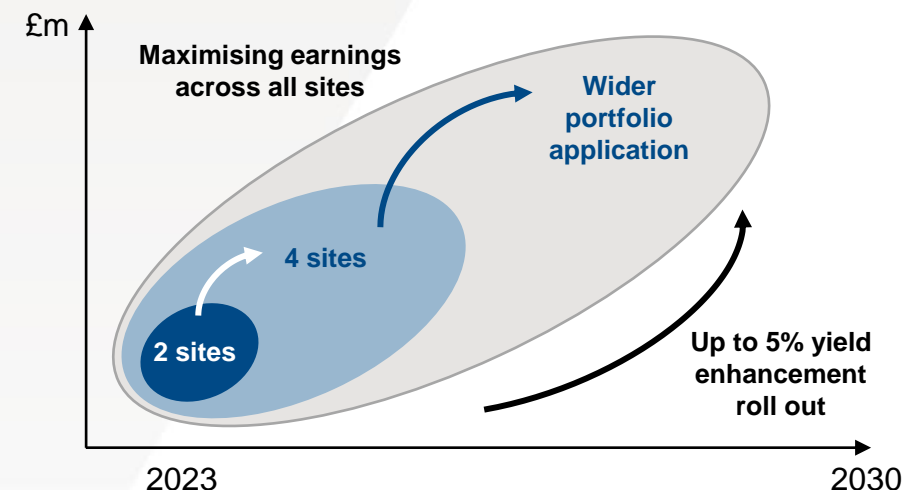 £m
Maximising earnings
across all sites
Wider
portfolio
application
4 sites
2 sites
Up to 5% yield
enhancement
roll out
2023
2030